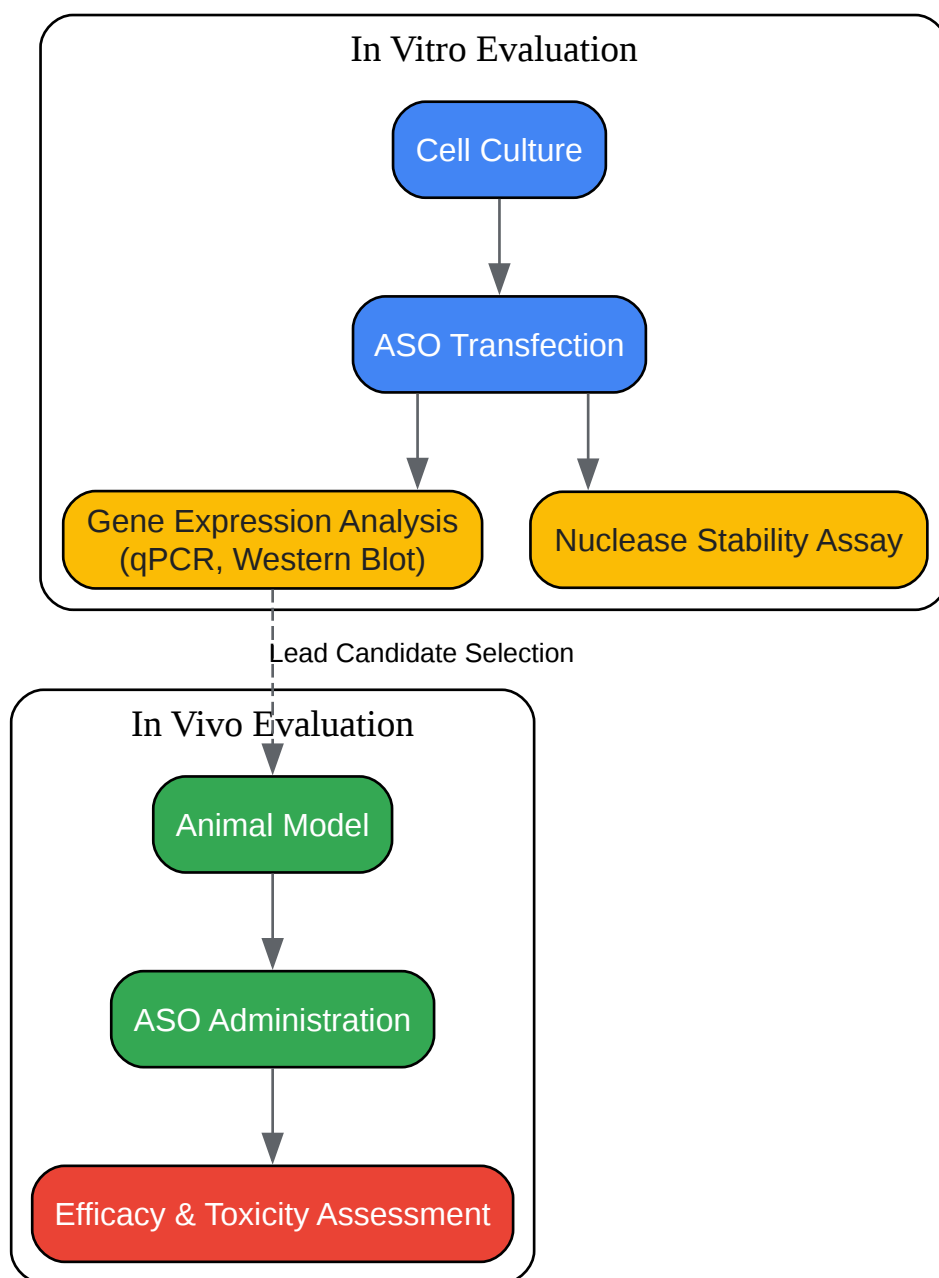 In Vitro Evaluation
Cell Culture
ASO Transfection
Gene Expression Analysis
(qPCR, Western Blot)
Nuclease Stability Assay
Lead Candidate Selection
In Vivo Evaluation
Animal Model
ASO Administration
Efficacy & Toxicity Assessment